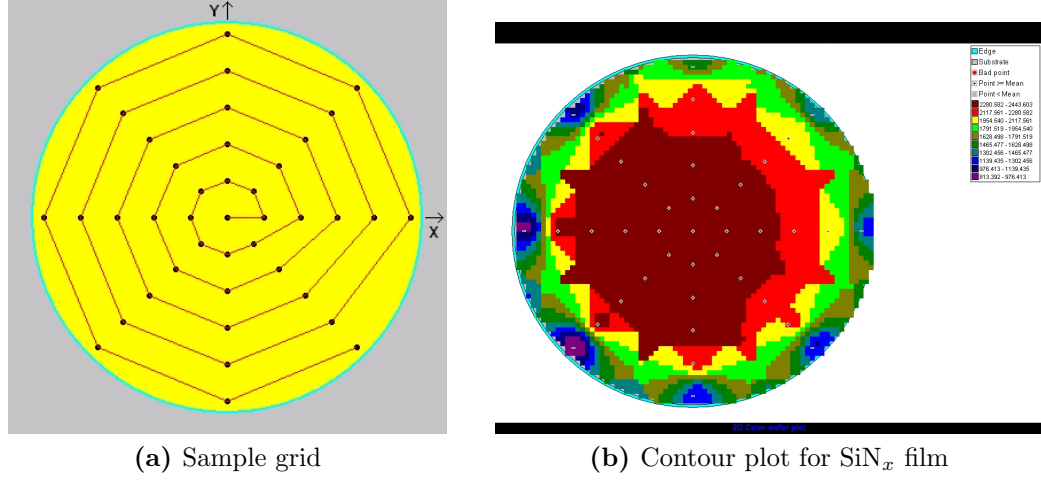 Y
X
Edge
Substrate
Bad point
Point >= Mean
Point < Mean
2280.582 - 2443.603
2117.561 - 2280.582
1954.540 - 2117.561
1791.519 - 1954.540
1628.498 - 1791.519
1465.477 - 1628.498
1302.456 - 1465.477
1139.435 - 1302.456
976.413 - 1139.435
813.392 - 976.413
2D Color wafer plot
(a) Sample grid
(b) Contour plot for SiNₓ film